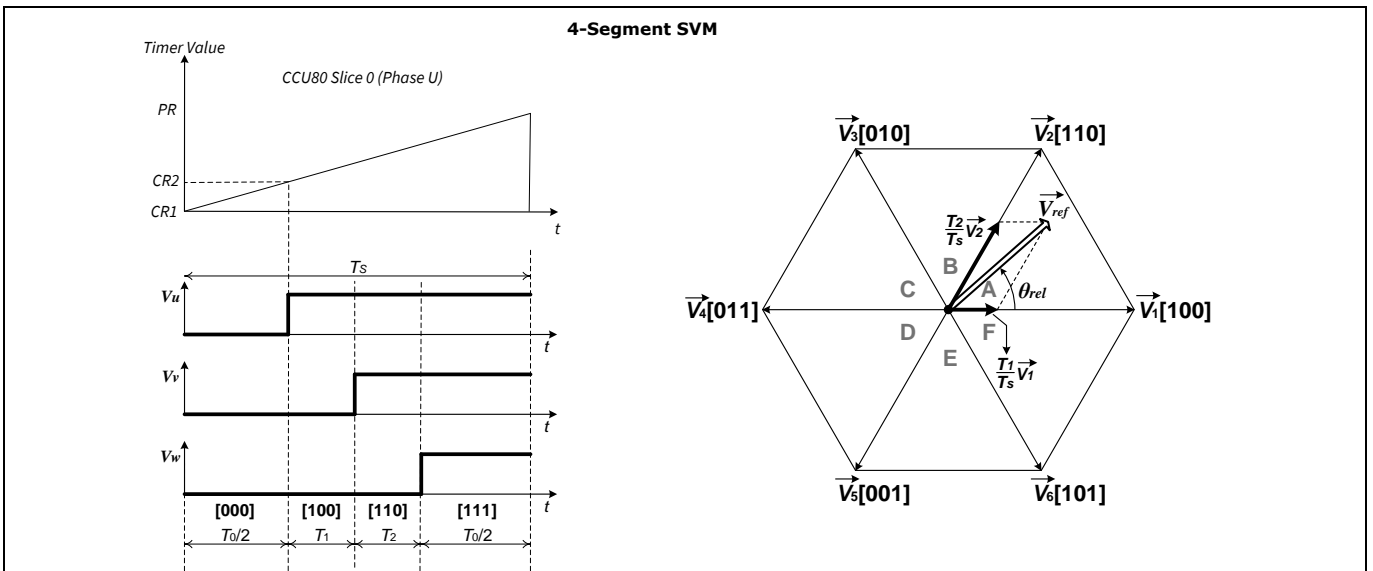 4-Segment SVM
Timer Value
CCU80 Slice 0 (Phase U)
PR
CR2
CR1
t
TS
Vu
t
Vv
t
Vw
t
[000] [100] [110] [111]
T0/2 T1 T2 T0/2
V3[010] V2[110]
Vref
T2/Ts V2
B
C A θrel
V4[011] V1[100]
D F
E
T1/Ts V1
V5[001] V6[101]